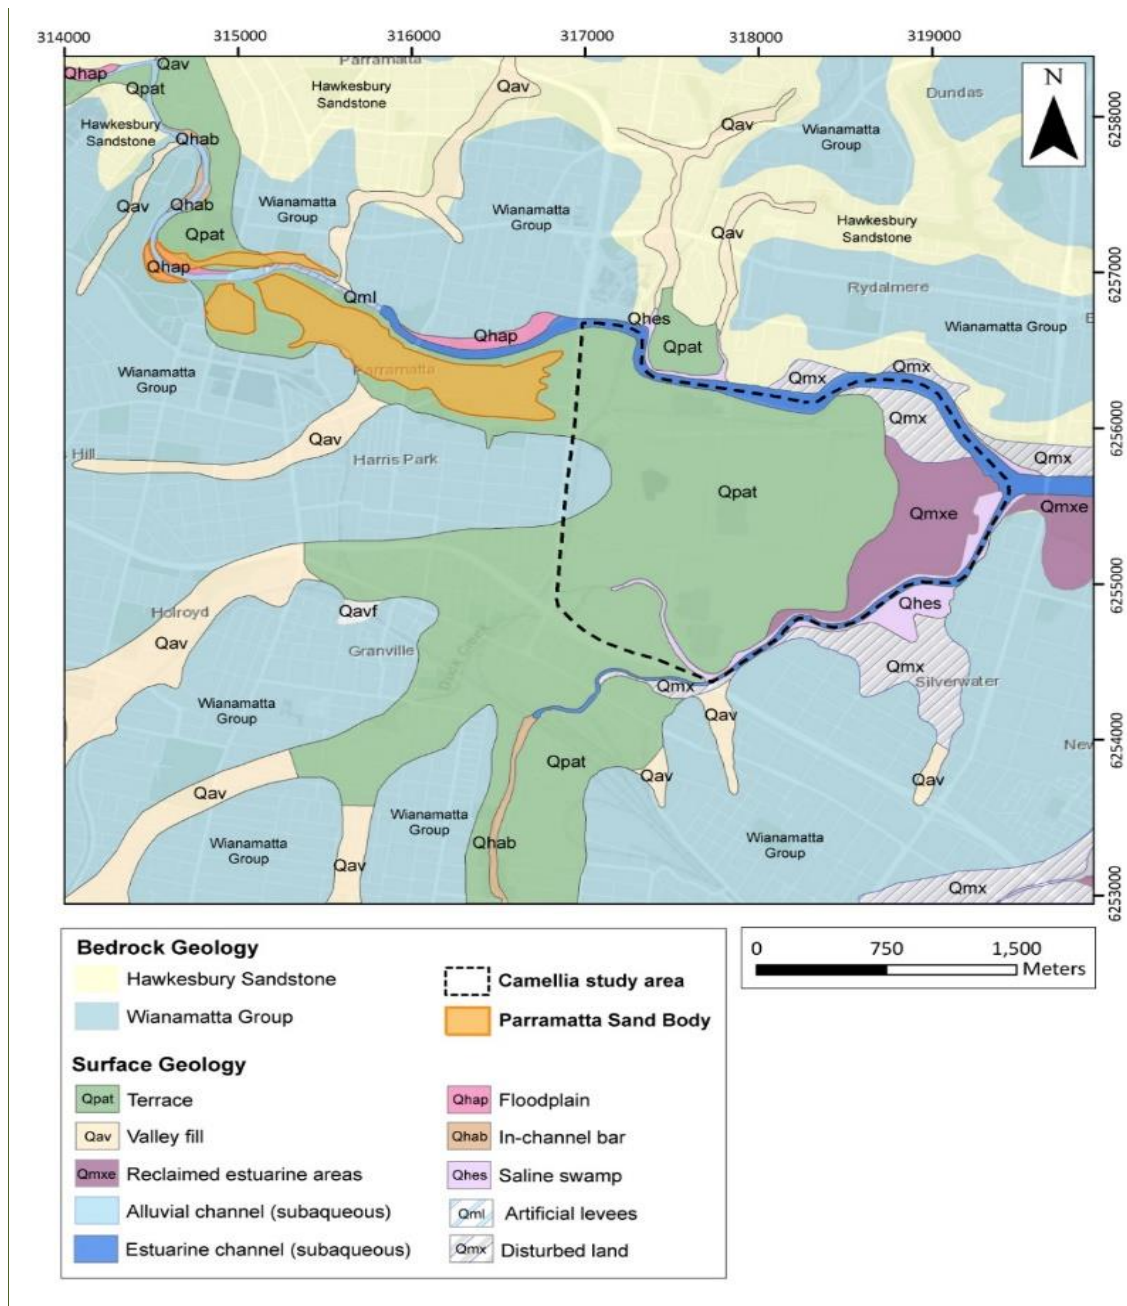 314000 315000 316000 317000 318000 319000
Qhap
Qav
Qpat
Parramatta
Hawkesbury
Sandstone
Qav
N
Dundas
6258000
Hawkesbury
Sandstone
Qhab
Qav
Wianamatta
Group
Qav
Qhab
Wianamatta
Group
Wianamatta
Group
Qpat
Qav
Hawkesbury
Sandstone
Qhap
6257000
Qml
Rydalmere
Qhap
Qhes
Wianamatta Group
E
Qpat
Wianamatta
Group
Parramatta
Qmx
Qmx
Qmx
6256000
Qav
Hill
Harris Park
Qmx
Qpat
Qmxe
Qmxe
6255000
Holroyd
Qavf
Qhes
Qav
Granville
Duck Creek
Qmx
Qmx
Silverwater
Wianamatta
Group
Qav
6254000
New
Qpat
Qav
Qav
Qav
Wianamatta
Group
Wianamatta
Group
Qhab
Wianamatta
Group
Qav
Qmx
6253000
Bedrock Geology
Hawkesbury Sandstone
Wianamatta Group
Camellia study area
Parramatta Sand Body
Surface Geology
Qpat Terrace
Qav Valley fill
Qmxe Reclaimed estuarine areas
Alluvial channel (subaqueous)
Estuarine channel (subaqueous)
Qhap Floodplain
Qhab In-channel bar
Qhes Saline swamp
Qml Artificial levees
Qmx Disturbed land
0 750 1,500
Meters